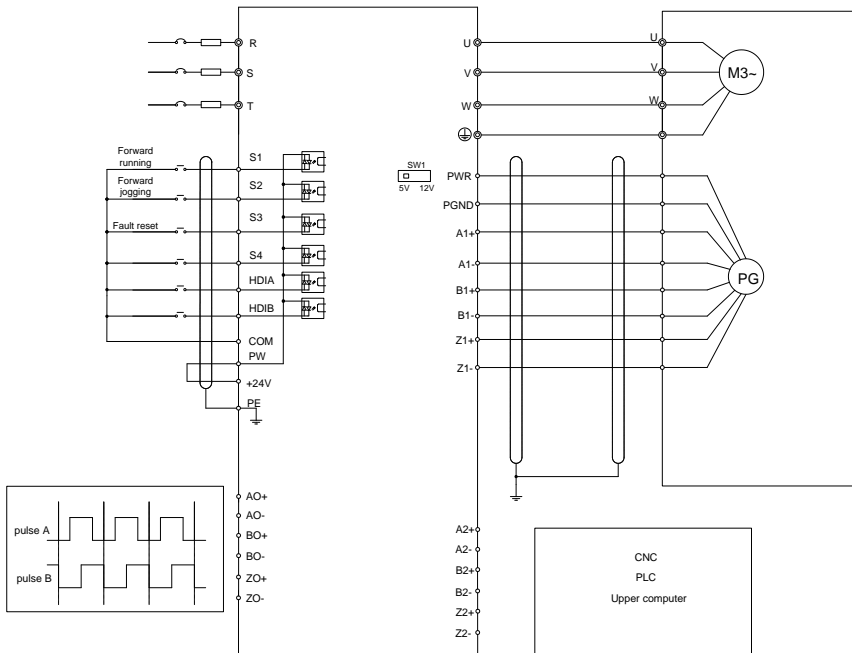 R
S
T
Forward
running
Forward
jogging
Fault reset
S1
S2
S3
S4
HDIA
HDIB
COM
PW
+24V
PE
SW1
5V 12V
U
V
W
PWR
PGND
A1+
A1-
B1+
B1-
Z1+
Z1-
U
V
W
M3~
PG
pulse A
pulse B
AO+
AO-
BO+
BO-
ZO+
ZO-
A2+
A2-
B2+
B2-
Z2+
Z2-
CNC
PLC
Upper computer